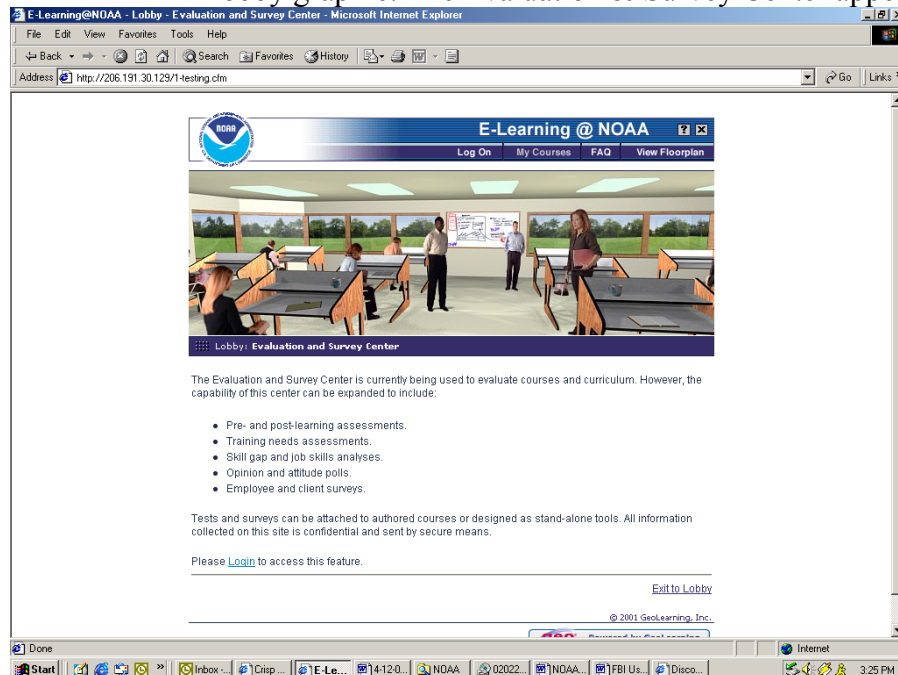 E-Learning@NOAA - Lobby - Evaluation and Survey Center - Microsoft Internet Explorer
File Edit View Favorites Tools Help
Back Search Favorites History
Address http://206.191.30.129/1-testing.cfm Go Links
NOAA
E-Learning @ NOAA ? X
Log On My Courses FAQ View Floorplan
Lobby: Evaluation and Survey Center
The Evaluation and Survey Center is currently being used to evaluate courses and curriculum. However, the
capability of this center can be expanded to include:
• Pre- and post-learning assessments.
• Training needs assessments.
• Skill gap and job skills analyses.
• Opinion and attitude polls.
• Employee and client surveys.
Tests and surveys can be attached to authored courses or designed as stand-alone tools. All information
collected on this site is confidential and sent by secure means.
Please Login to access this feature.
Exit to Lobby
© 2001 GeoLearning, Inc.
Done Internet
Start » Inbox -... Crisp ... E-Le... 4-12-0... NOAA 02022... NOAA... FBI Us... Disco... 3:25 PM